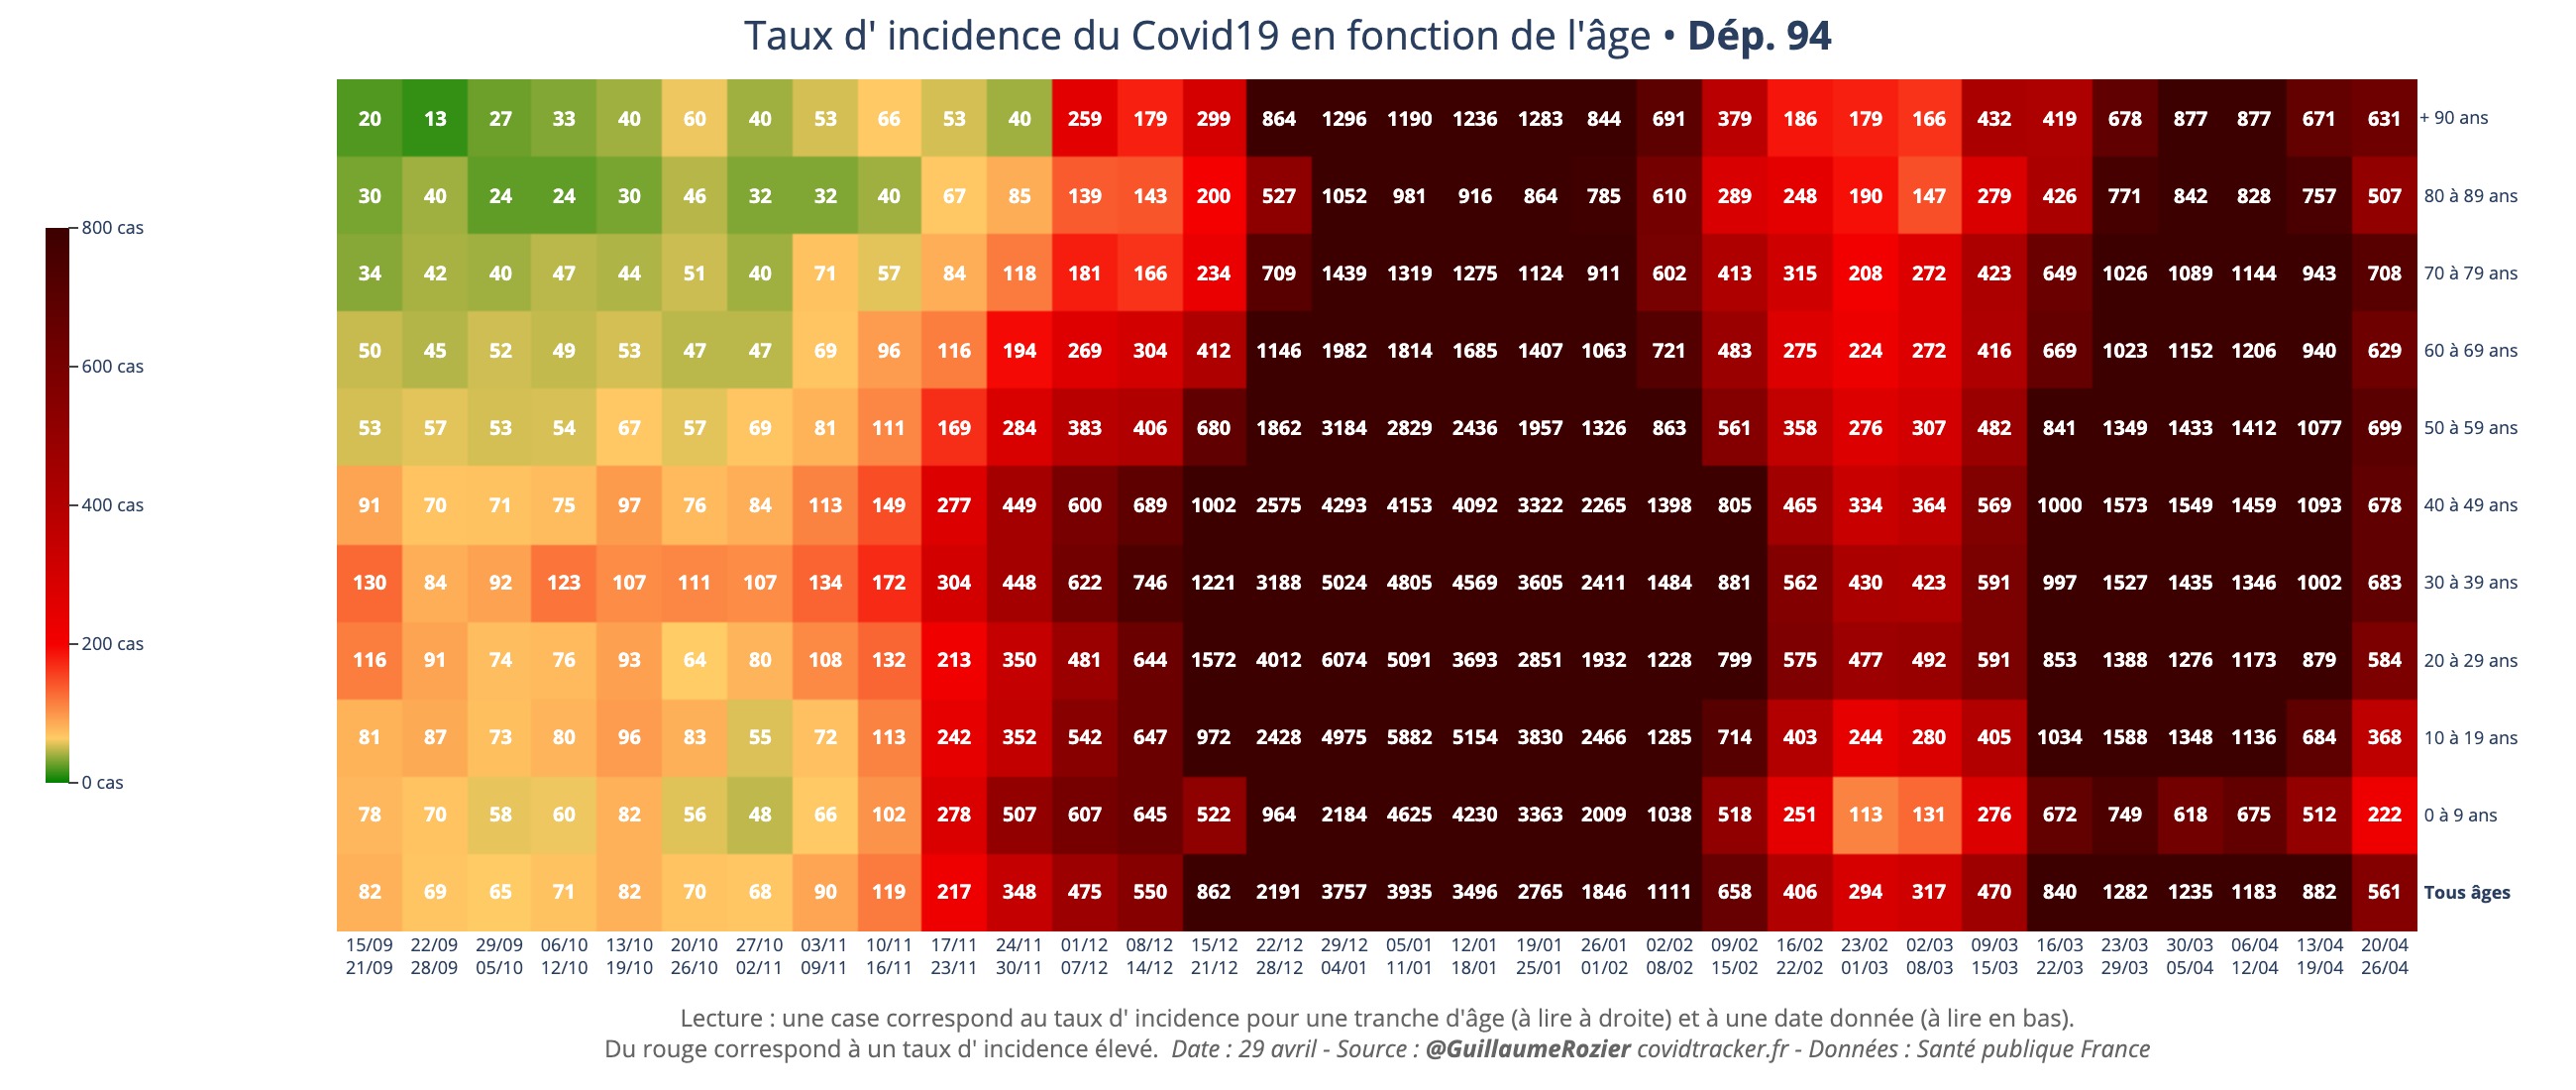 Taux d' incidence du Covid19 en fonction de l'âge • Dép. 94
20 13 27 33 40 60 40 53 66 53 40 259 179 299 864 1296 1190 1236 1283 844 691 379 186 179 166 432 419 678 877 877 671 631 + 90 ans
30 40 24 24 30 46 32 32 40 67 85 139 143 200 527 1052 981 916 864 785 610 289 248 190 147 279 426 771 842 828 757 507 80 à 89 ans
800 cas
34 42 40 47 44 51 40 71 57 84 118 181 166 234 709 1439 1319 1275 1124 911 602 413 315 208 272 423 649 1026 1089 1144 943 708 70 à 79 ans
50 45 52 49 53 47 47 69 96 116 194 269 304 412 1146 1982 1814 1685 1407 1063 721 483 275 224 272 416 669 1023 1152 1206 940 629 60 à 69 ans
600 cas
53 57 53 54 67 57 69 81 111 169 284 383 406 680 1862 3184 2829 2436 1957 1326 863 561 358 276 307 482 841 1349 1433 1412 1077 699 50 à 59 ans
400 cas
91 70 71 75 97 76 84 113 149 277 449 600 689 1002 2575 4293 4153 4092 3322 2265 1398 805 465 334 364 569 1000 1573 1549 1459 1093 678 40 à 49 ans
130 84 92 123 107 111 107 134 172 304 448 622 746 1221 3188 5024 4805 4569 3605 2411 1484 881 562 430 423 591 997 1527 1435 1346 1002 683 30 à 39 ans
200 cas
116 91 74 76 93 64 80 108 132 213 350 481 644 1572 4012 6074 5091 3693 2851 1932 1228 799 575 477 492 591 853 1388 1276 1173 879 584 20 à 29 ans
81 87 73 80 96 83 55 72 113 242 352 542 647 972 2428 4975 5882 5154 3830 2466 1285 714 403 244 280 405 1034 1588 1348 1136 684 368 10 à 19 ans
0 cas
78 70 58 60 82 56 48 66 102 278 507 607 645 522 964 2184 4625 4230 3363 2009 1038 518 251 113 131 276 672 749 618 675 512 222 0 à 9 ans
82 69 65 71 82 70 68 90 119 217 348 475 550 862 2191 3757 3935 3496 2765 1846 1111 658 406 294 317 470 840 1282 1235 1183 882 561 Tous âges
15/09 22/09 29/09 06/10 13/10 20/10 27/10 03/11 10/11 17/11 24/11 01/12 08/12 15/12 22/12 29/12 05/01 12/01 19/01 26/01 02/02 09/02 16/02 23/02 02/03 09/03 16/03 23/03 30/03 06/04 13/04 20/04
21/09 28/09 05/10 12/10 19/10 26/10 02/11 09/11 16/11 23/11 30/11 07/12 14/12 21/12 28/12 04/01 11/01 18/01 25/01 01/02 08/02 15/02 22/02 01/03 08/03 15/03 22/03 29/03 05/04 12/04 19/04 26/04
Lecture : une case correspond au taux d' incidence pour une tranche d'âge (à lire à droite) et à une date donnée (à lire en bas).
Du rouge correspond à un taux d' incidence élevé. Date : 29 avril - Source : @GuillaumeRozier covidtracker.fr - Données : Santé publique France